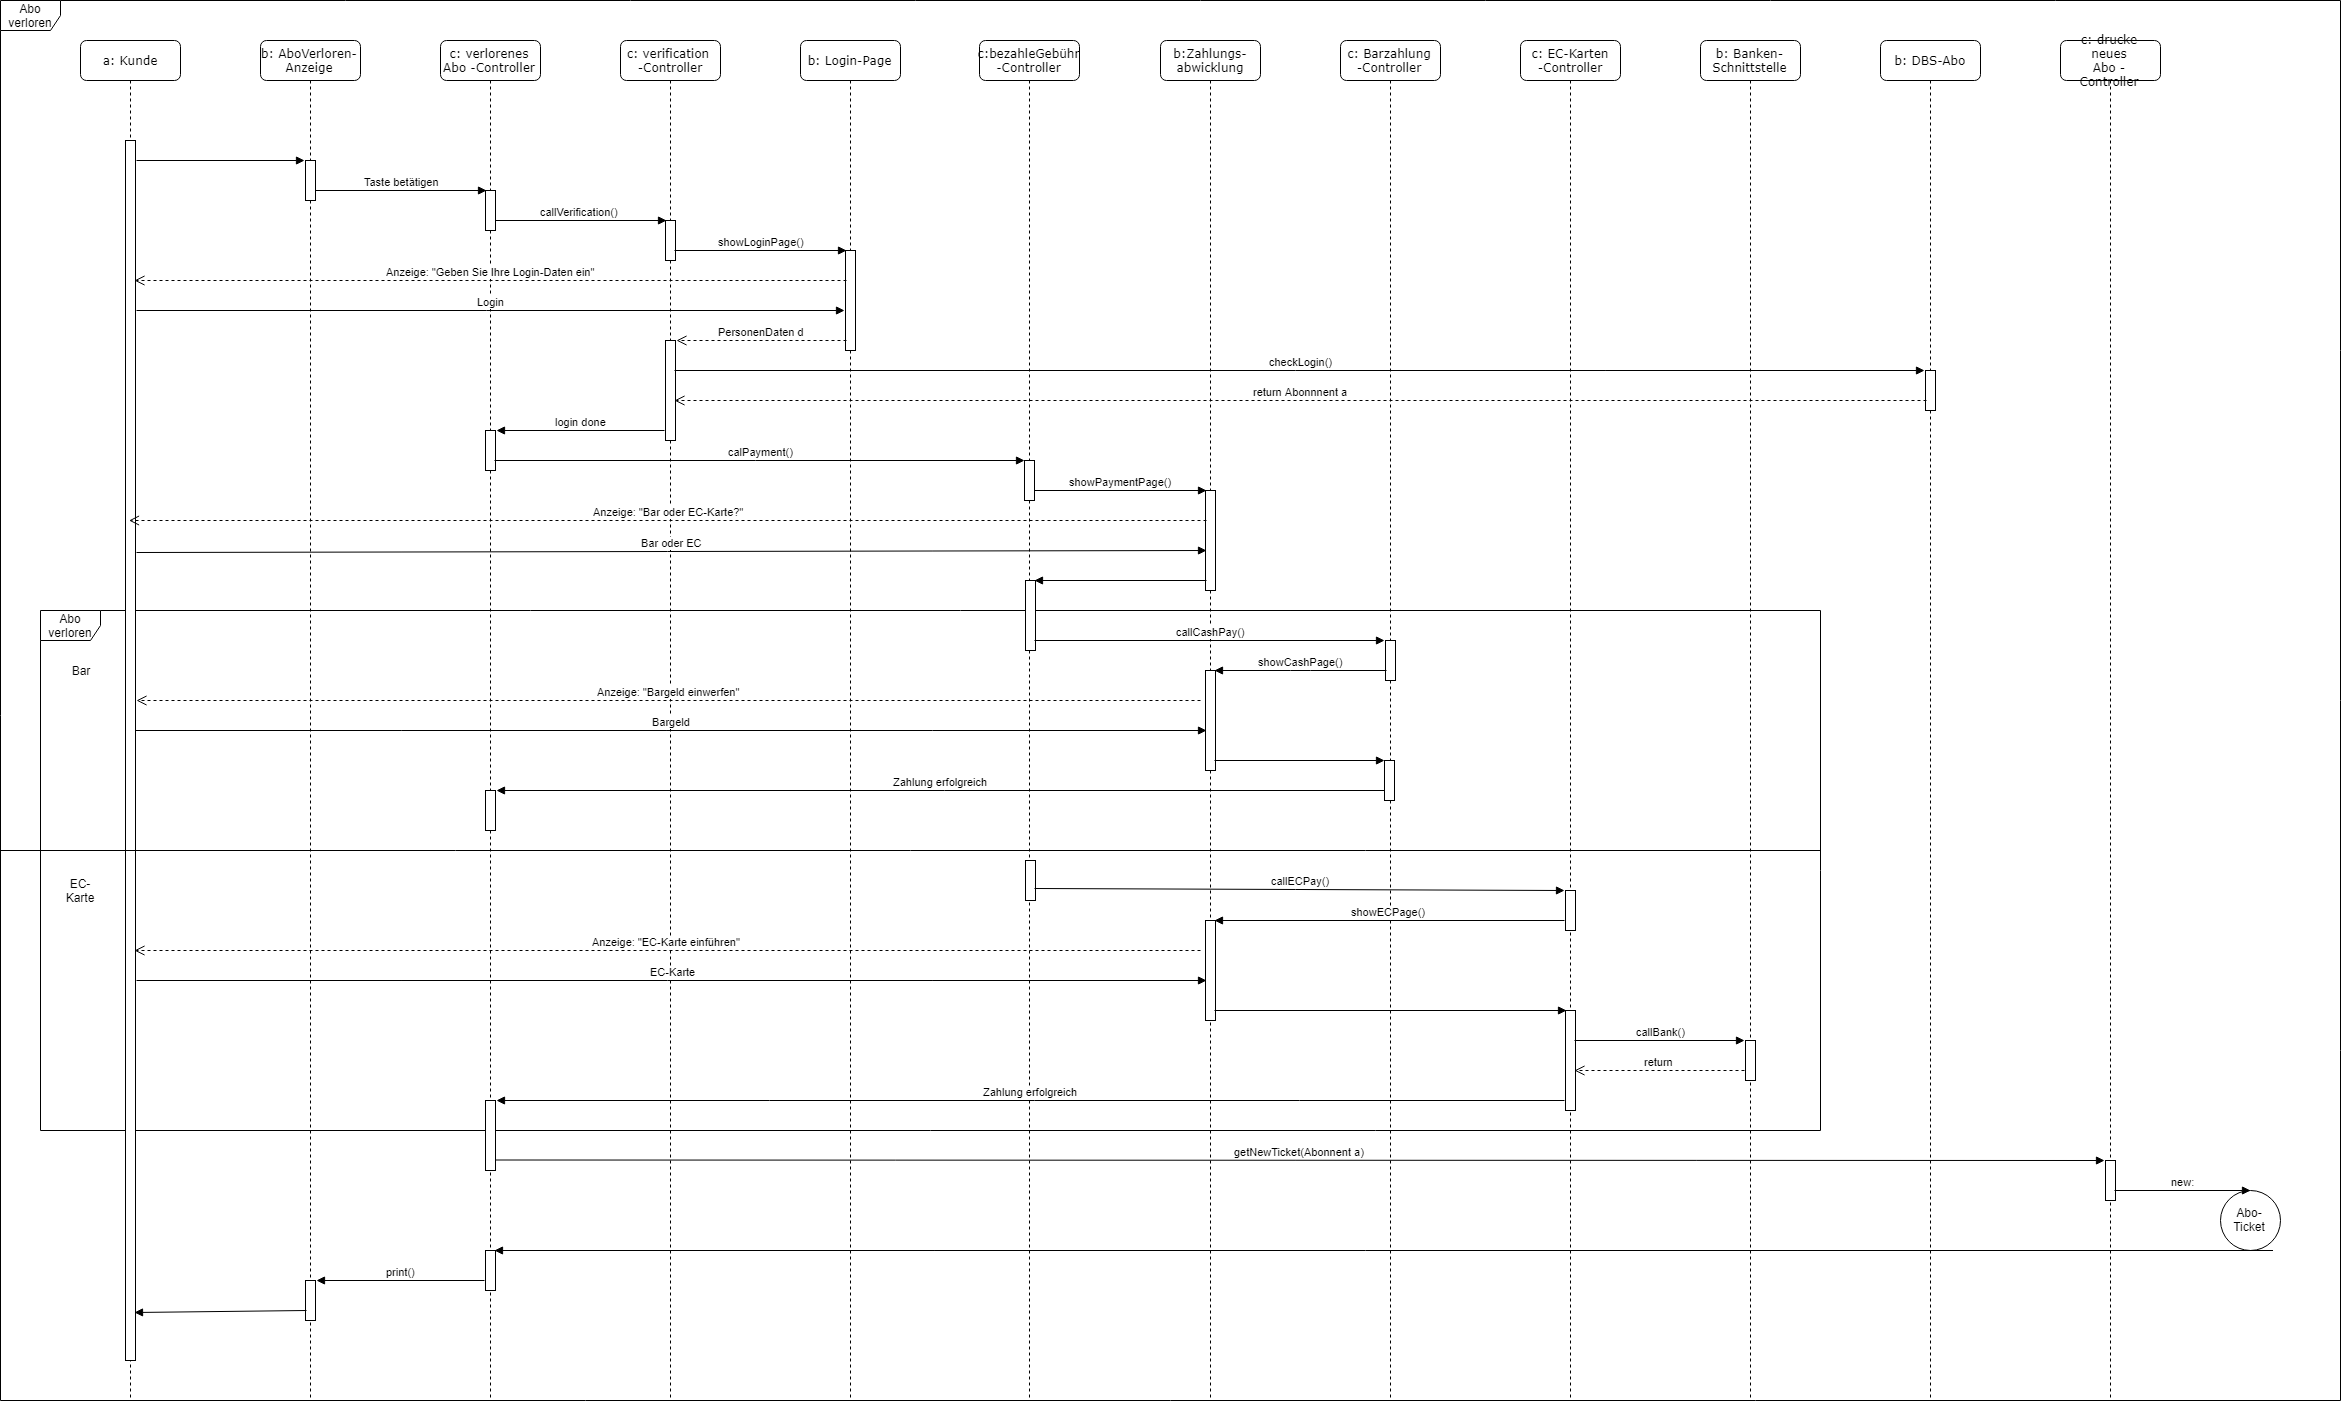 Abo
verloren
a: Kunde
b: AboVerloren-
Anzeige
c: verlorenes
Abo -Controller
c: verification
-Controller
b: Login-Page
c:bezahleGebühr
-Controller
b:Zahlungs-
abwicklung
c: Barzahlung
-Controller
c: EC-Karten
-Controller
b: Banken-
Schnittstelle
b: DBS-Abo
c: drucke
neues
Abo -
Controller
Taste betätigen
callVerification()
showLoginPage()
Anzeige: "Geben Sie Ihre Login-Daten ein"
Login
PersonenDaten d
checkLogin()
return Abonnnent a
login done
calPayment()
showPaymentPage()
Anzeige: "Bar oder EC-Karte?"
Bar oder EC
Abo
verloren
callCashPay()
Bar
showCashPage()
Anzeige: "Bargeld einwerfen"
Bargeld
Zahlung erfolgreich
EC-
Karte
callECPay()
showECPage()
Anzeige: "EC-Karte einführen"
EC-Karte
callBank()
return
Zahlung erfolgreich
getNewTicket(Abonnent a)
new:
Abo-
Ticket
print()